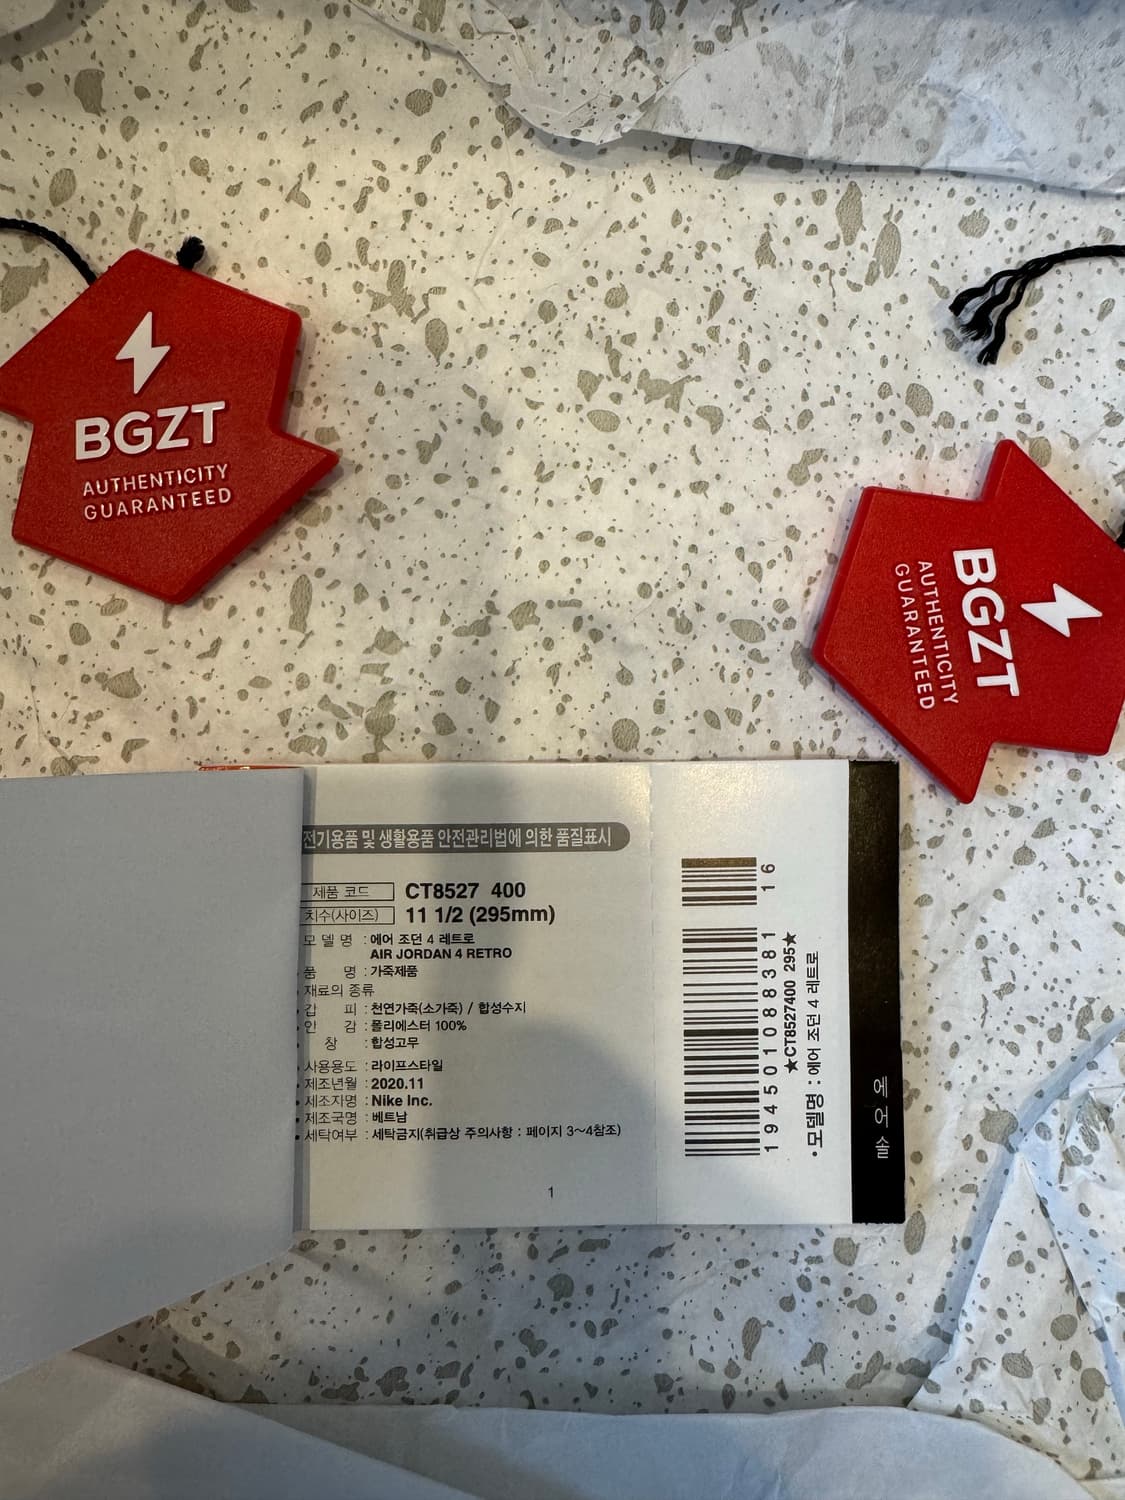 BGZT
AUTHENTICITY
GUARANTEED
BGZT
AUTHENTICITY
GUARANTEED
전기용품 및 생활용품 안전관리법에 의한 품질표시
제품 코드 CT8527 400
치수(사이즈) 11 1/2 (295mm)
모 델 명 : 에어 조던 4 레트로
AIR JORDAN 4 RETRO
품 명 : 가죽제품
재료의 종류
갑 피 : 천연가죽(소가죽) / 합성수지
안 감 : 폴리에스터 100%
창 : 합성고무
사용용도 : 라이프스타일
제조년월 : 2020.11
제조자명 : Nike Inc.
제조국명 : 베트남
세탁여부 : 세탁금지(취급상 주의사항 : 페이지 3~4참조)
1
194501088381 16
★CT8527400 295★
•모델명 : 에어 조던 4 레트로
에 어 솔